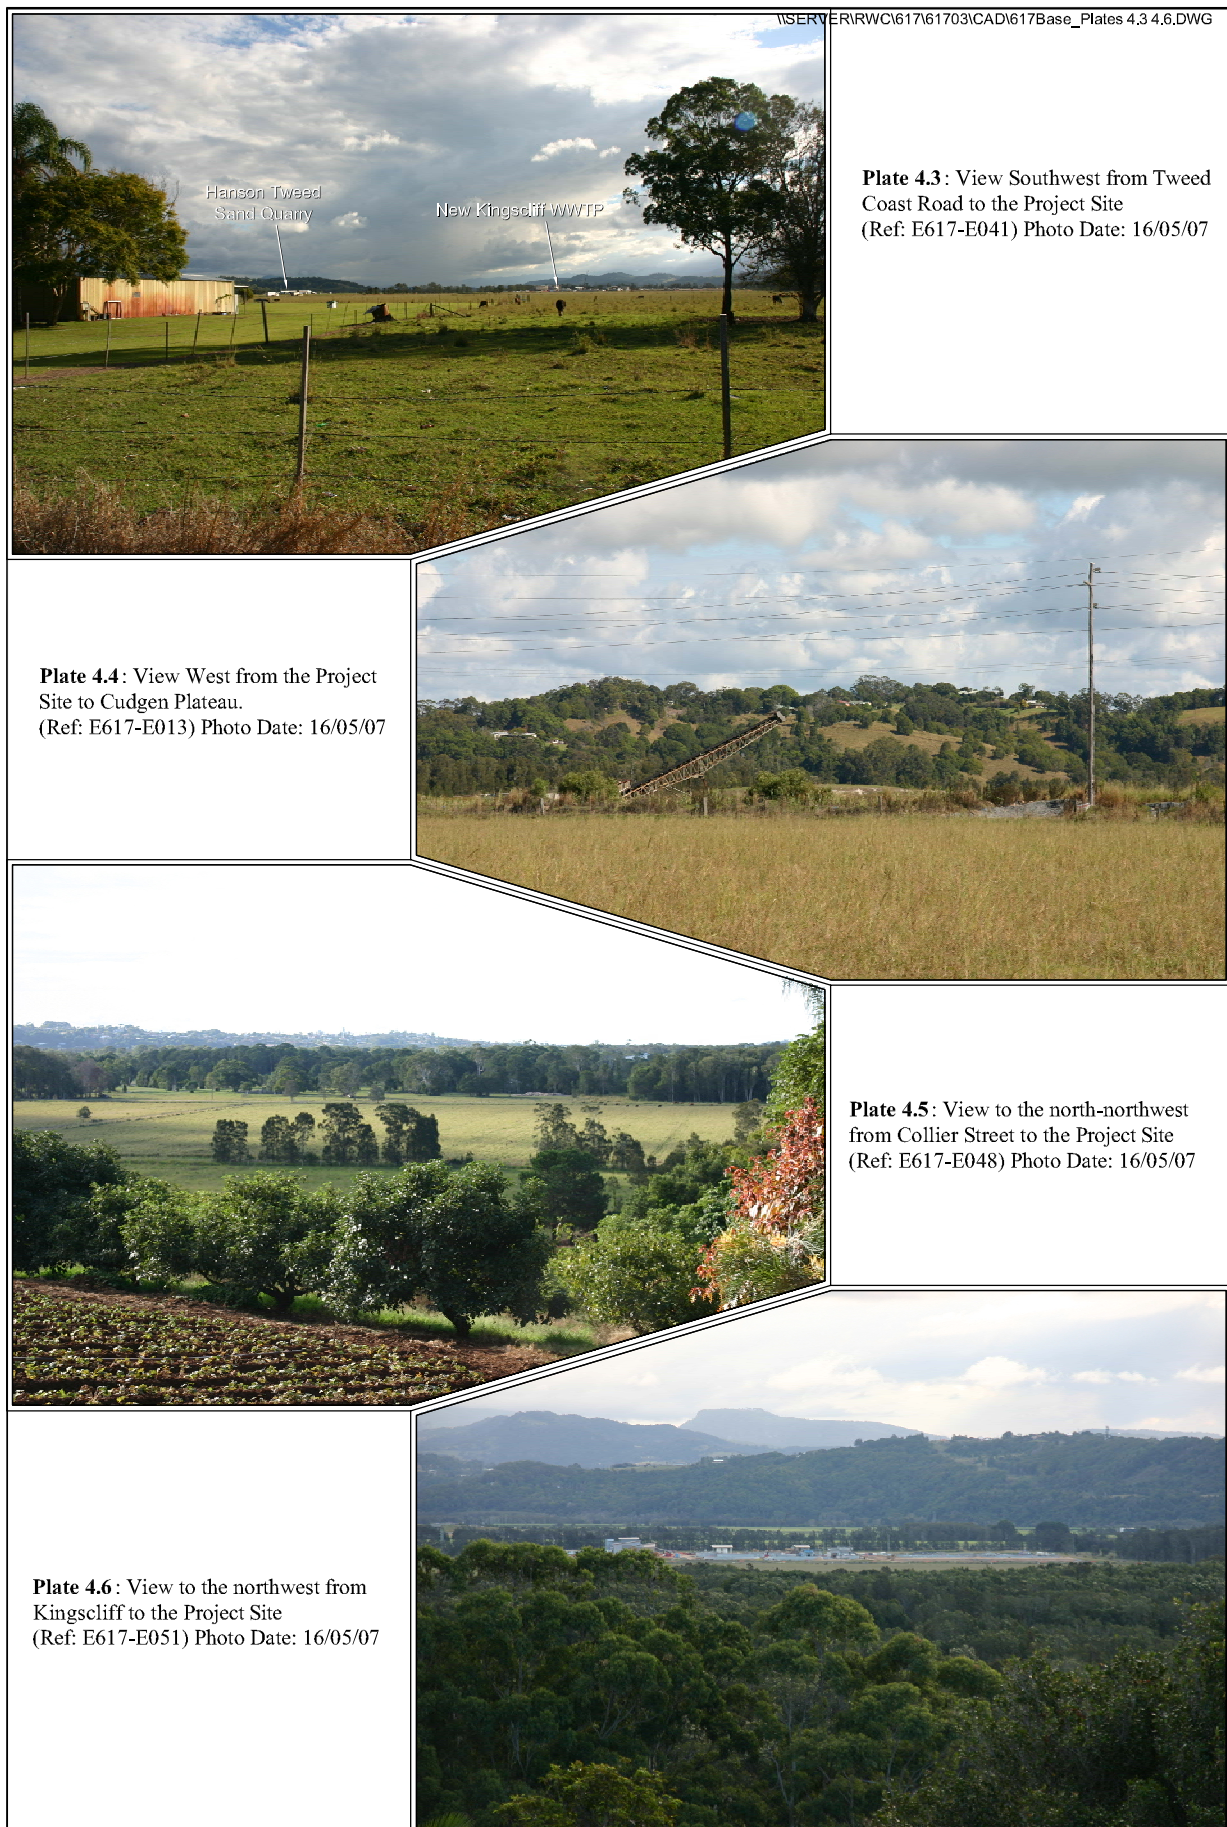 \\SERVER\RWC\617\61703\CAD\617Base_Plates 4.3 4.6.DWG
Hanson Tweed
Sand Quarry
New Kingscliff WWTP
Plate 4.3: View Southwest from Tweed
Coast Road to the Project Site
(Ref: E617-E041) Photo Date: 16/05/07
Plate 4.4: View West from the Project
Site to Cudgen Plateau.
(Ref: E617-E013) Photo Date: 16/05/07
Plate 4.5: View to the north-northwest
from Collier Street to the Project Site
(Ref: E617-E048) Photo Date: 16/05/07
Plate 4.6: View to the northwest from
Kingscliff to the Project Site
(Ref: E617-E051) Photo Date: 16/05/07